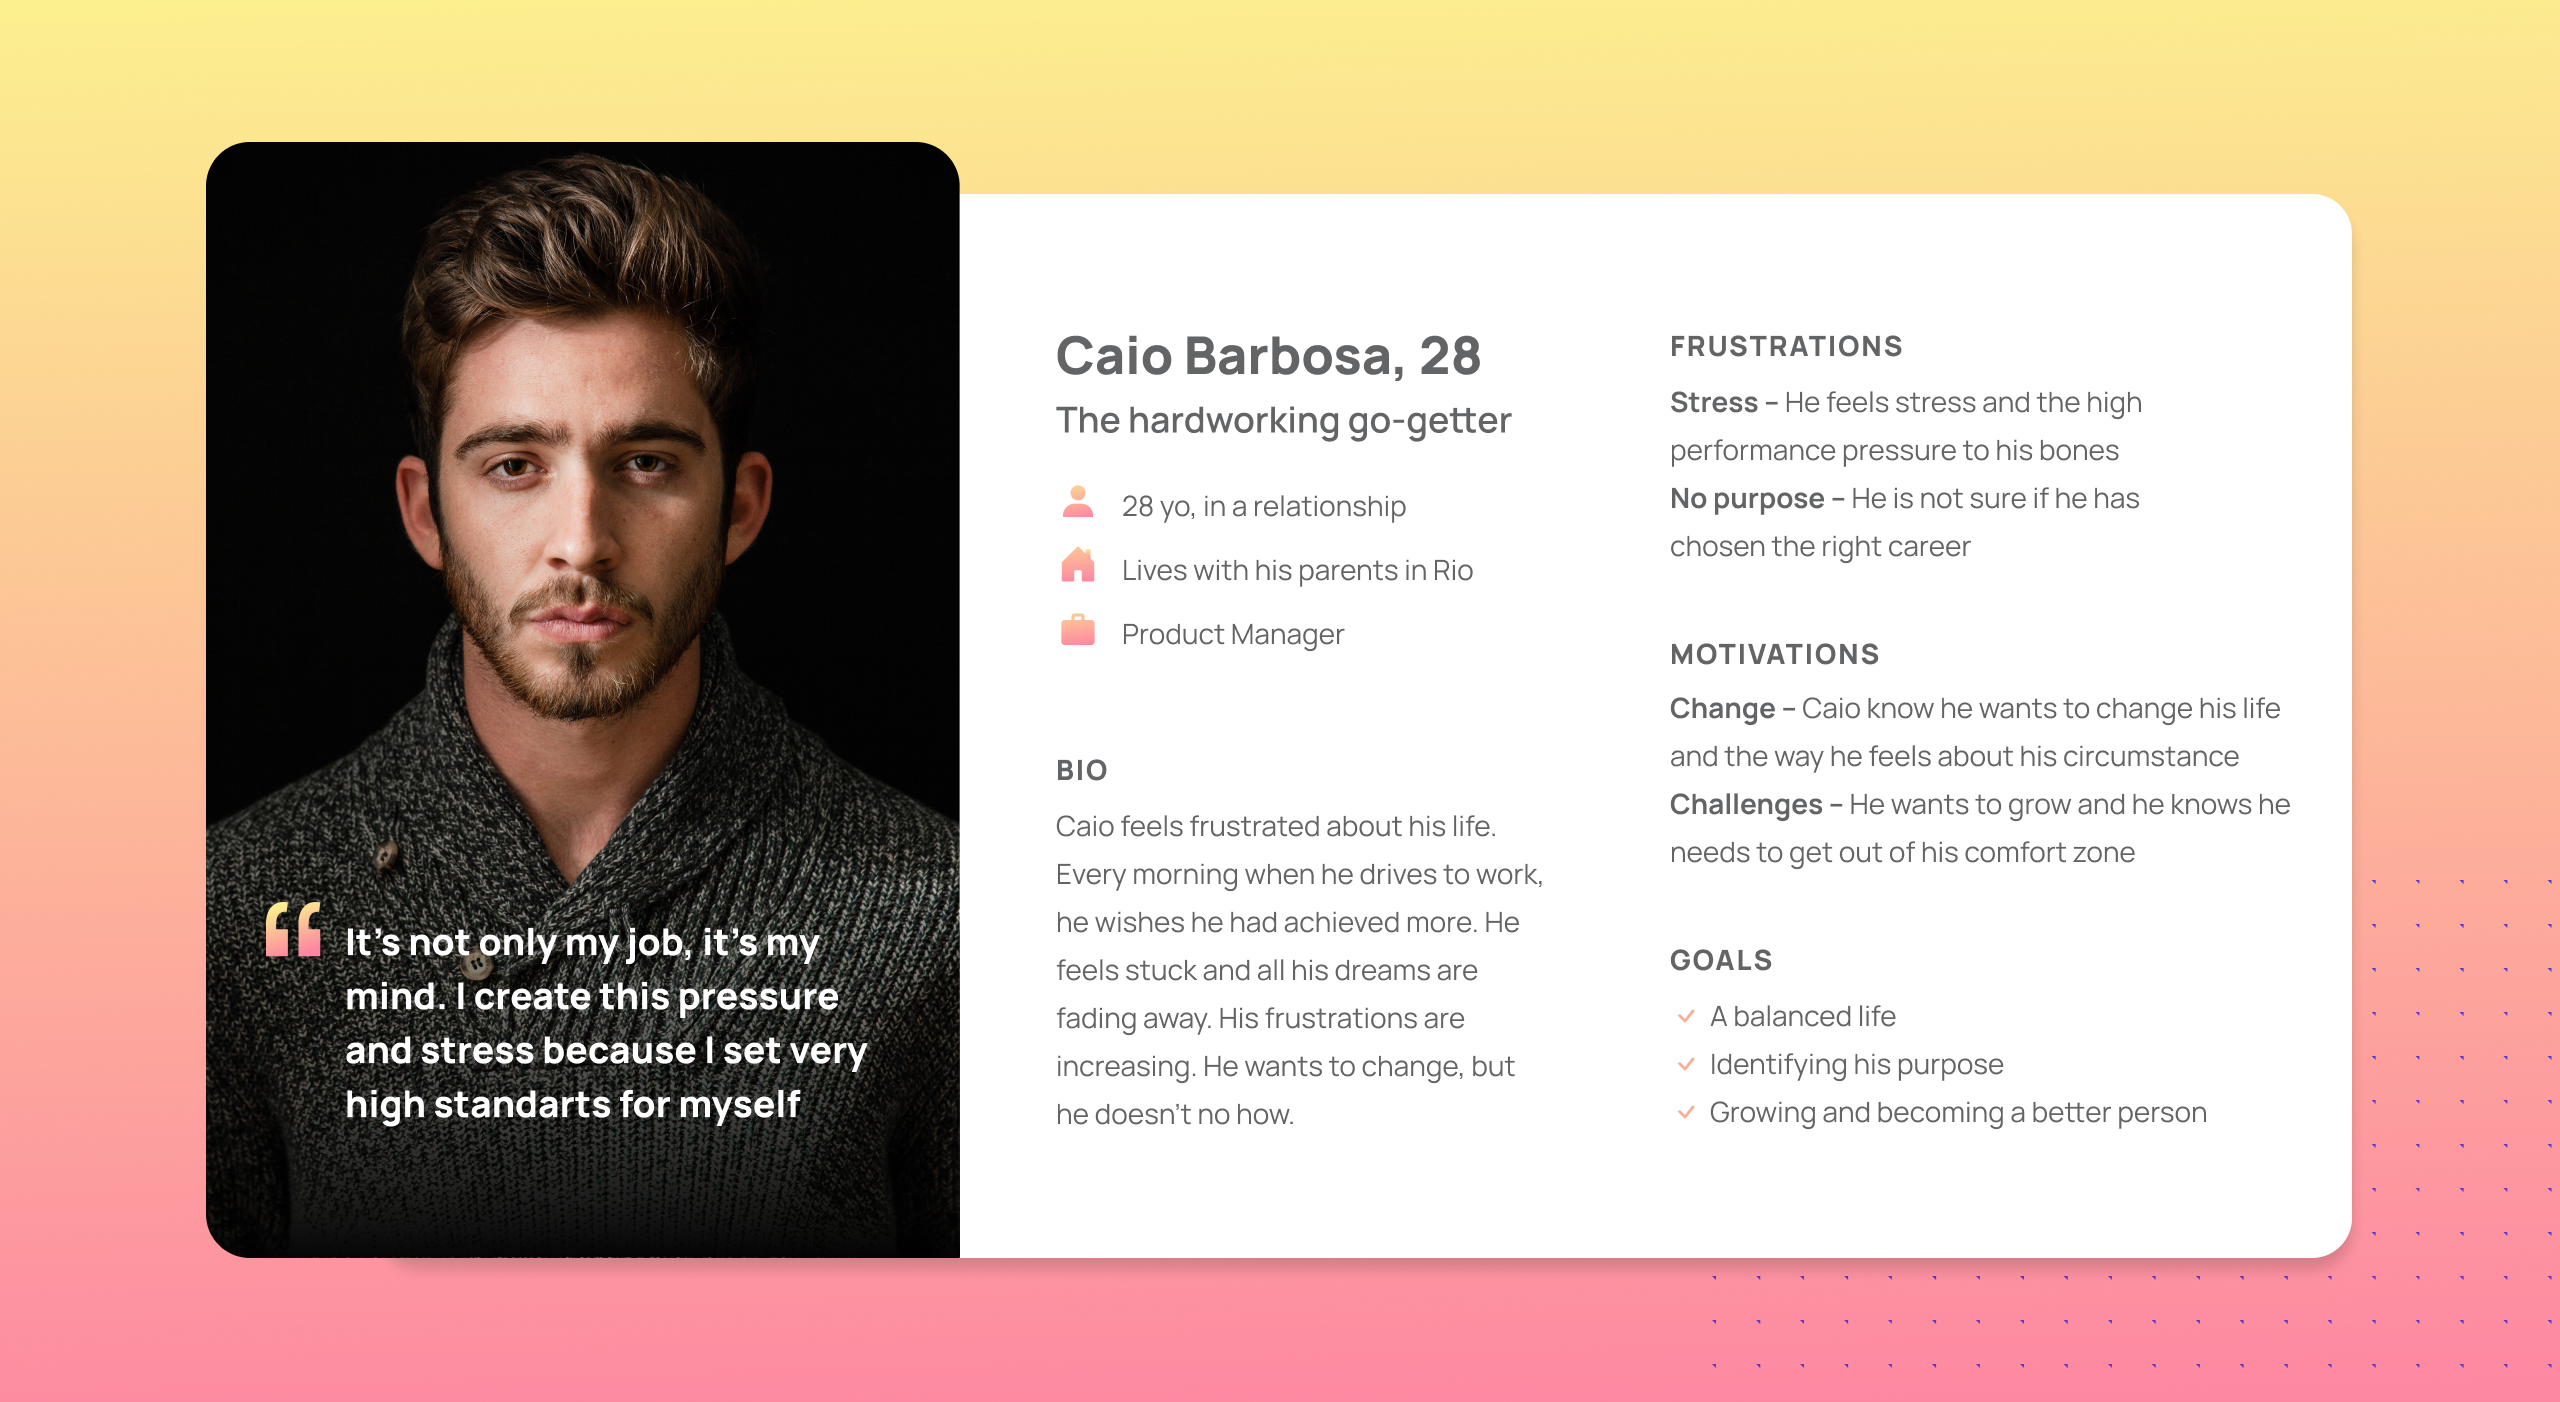 It’s not only my job, it’s my
mind. I create this pressure
and stress because I set very
high standarts for myself
Caio Barbosa, 28
The hardworking go-getter
28 yo, in a relationship
Lives with his parents in Rio
Product Manager
BIO
Caio feels frustrated about his life.
Every morning when he drives to work,
he wishes he had achieved more. He
feels stuck and all his dreams are
fading away. His frustrations are
increasing. He wants to change, but
he doesn’t no how.
FRUSTRATIONS
Stress – He feels stress and the high
performance pressure to his bones
No purpose – He is not sure if he has
chosen the right career
MOTIVATIONS
Change – Caio know he wants to change his life
and the way he feels about his circumstance
Challenges – He wants to grow and he knows he
needs to get out of his comfort zone
GOALS
A balanced life
Identifying his purpose
Growing and becoming a better person